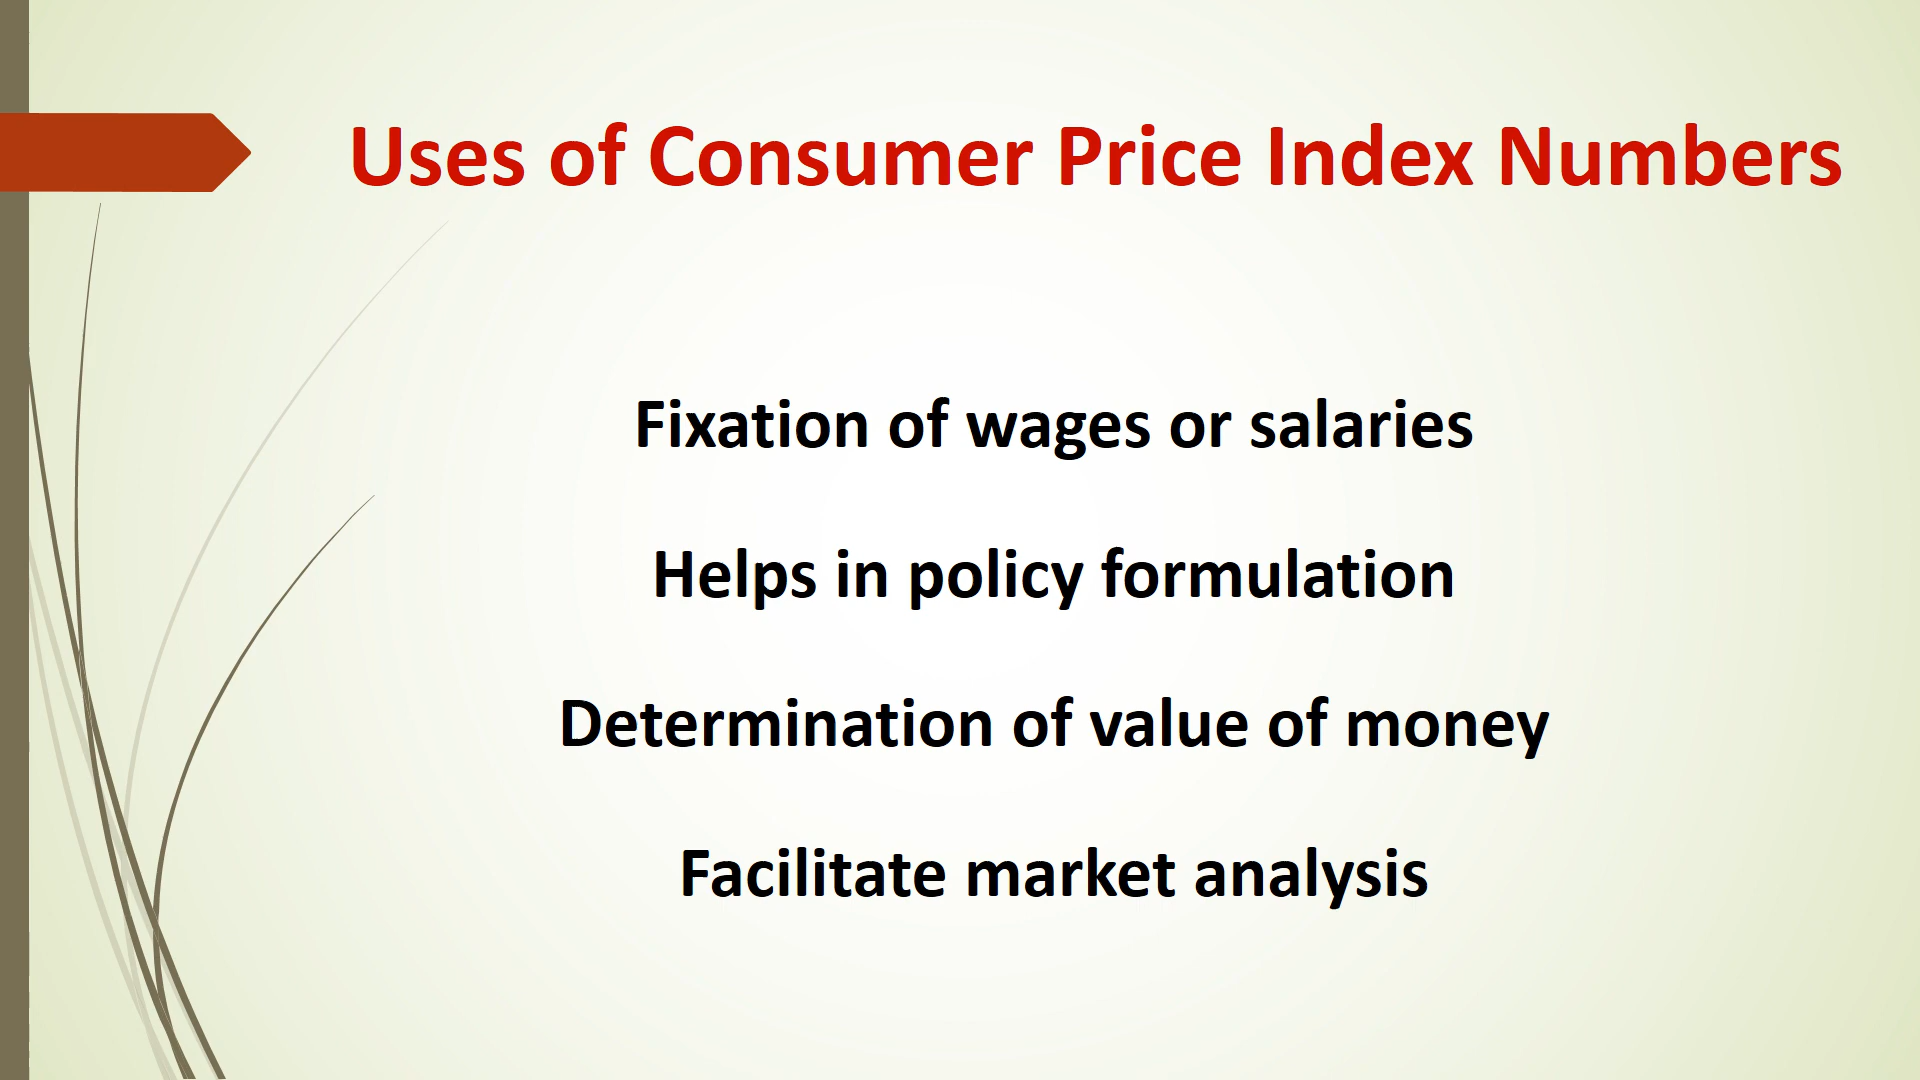 Uses of Consumer Price Index Numbers
Fixation of wages or salaries
Helps in policy formulation
Determination of value of money
Facilitate market analysis